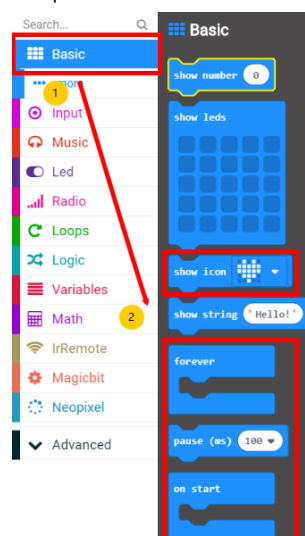 Search...
Basic
more
1
Input
Music
Led
Radio
Loops
Logic
Variables
Math
2
IrRemote
Magicbit
Neopixel
Advanced
Basic
show number 0
show leds
show icon
show string "Hello!"
forever
pause (ms) 100
on start